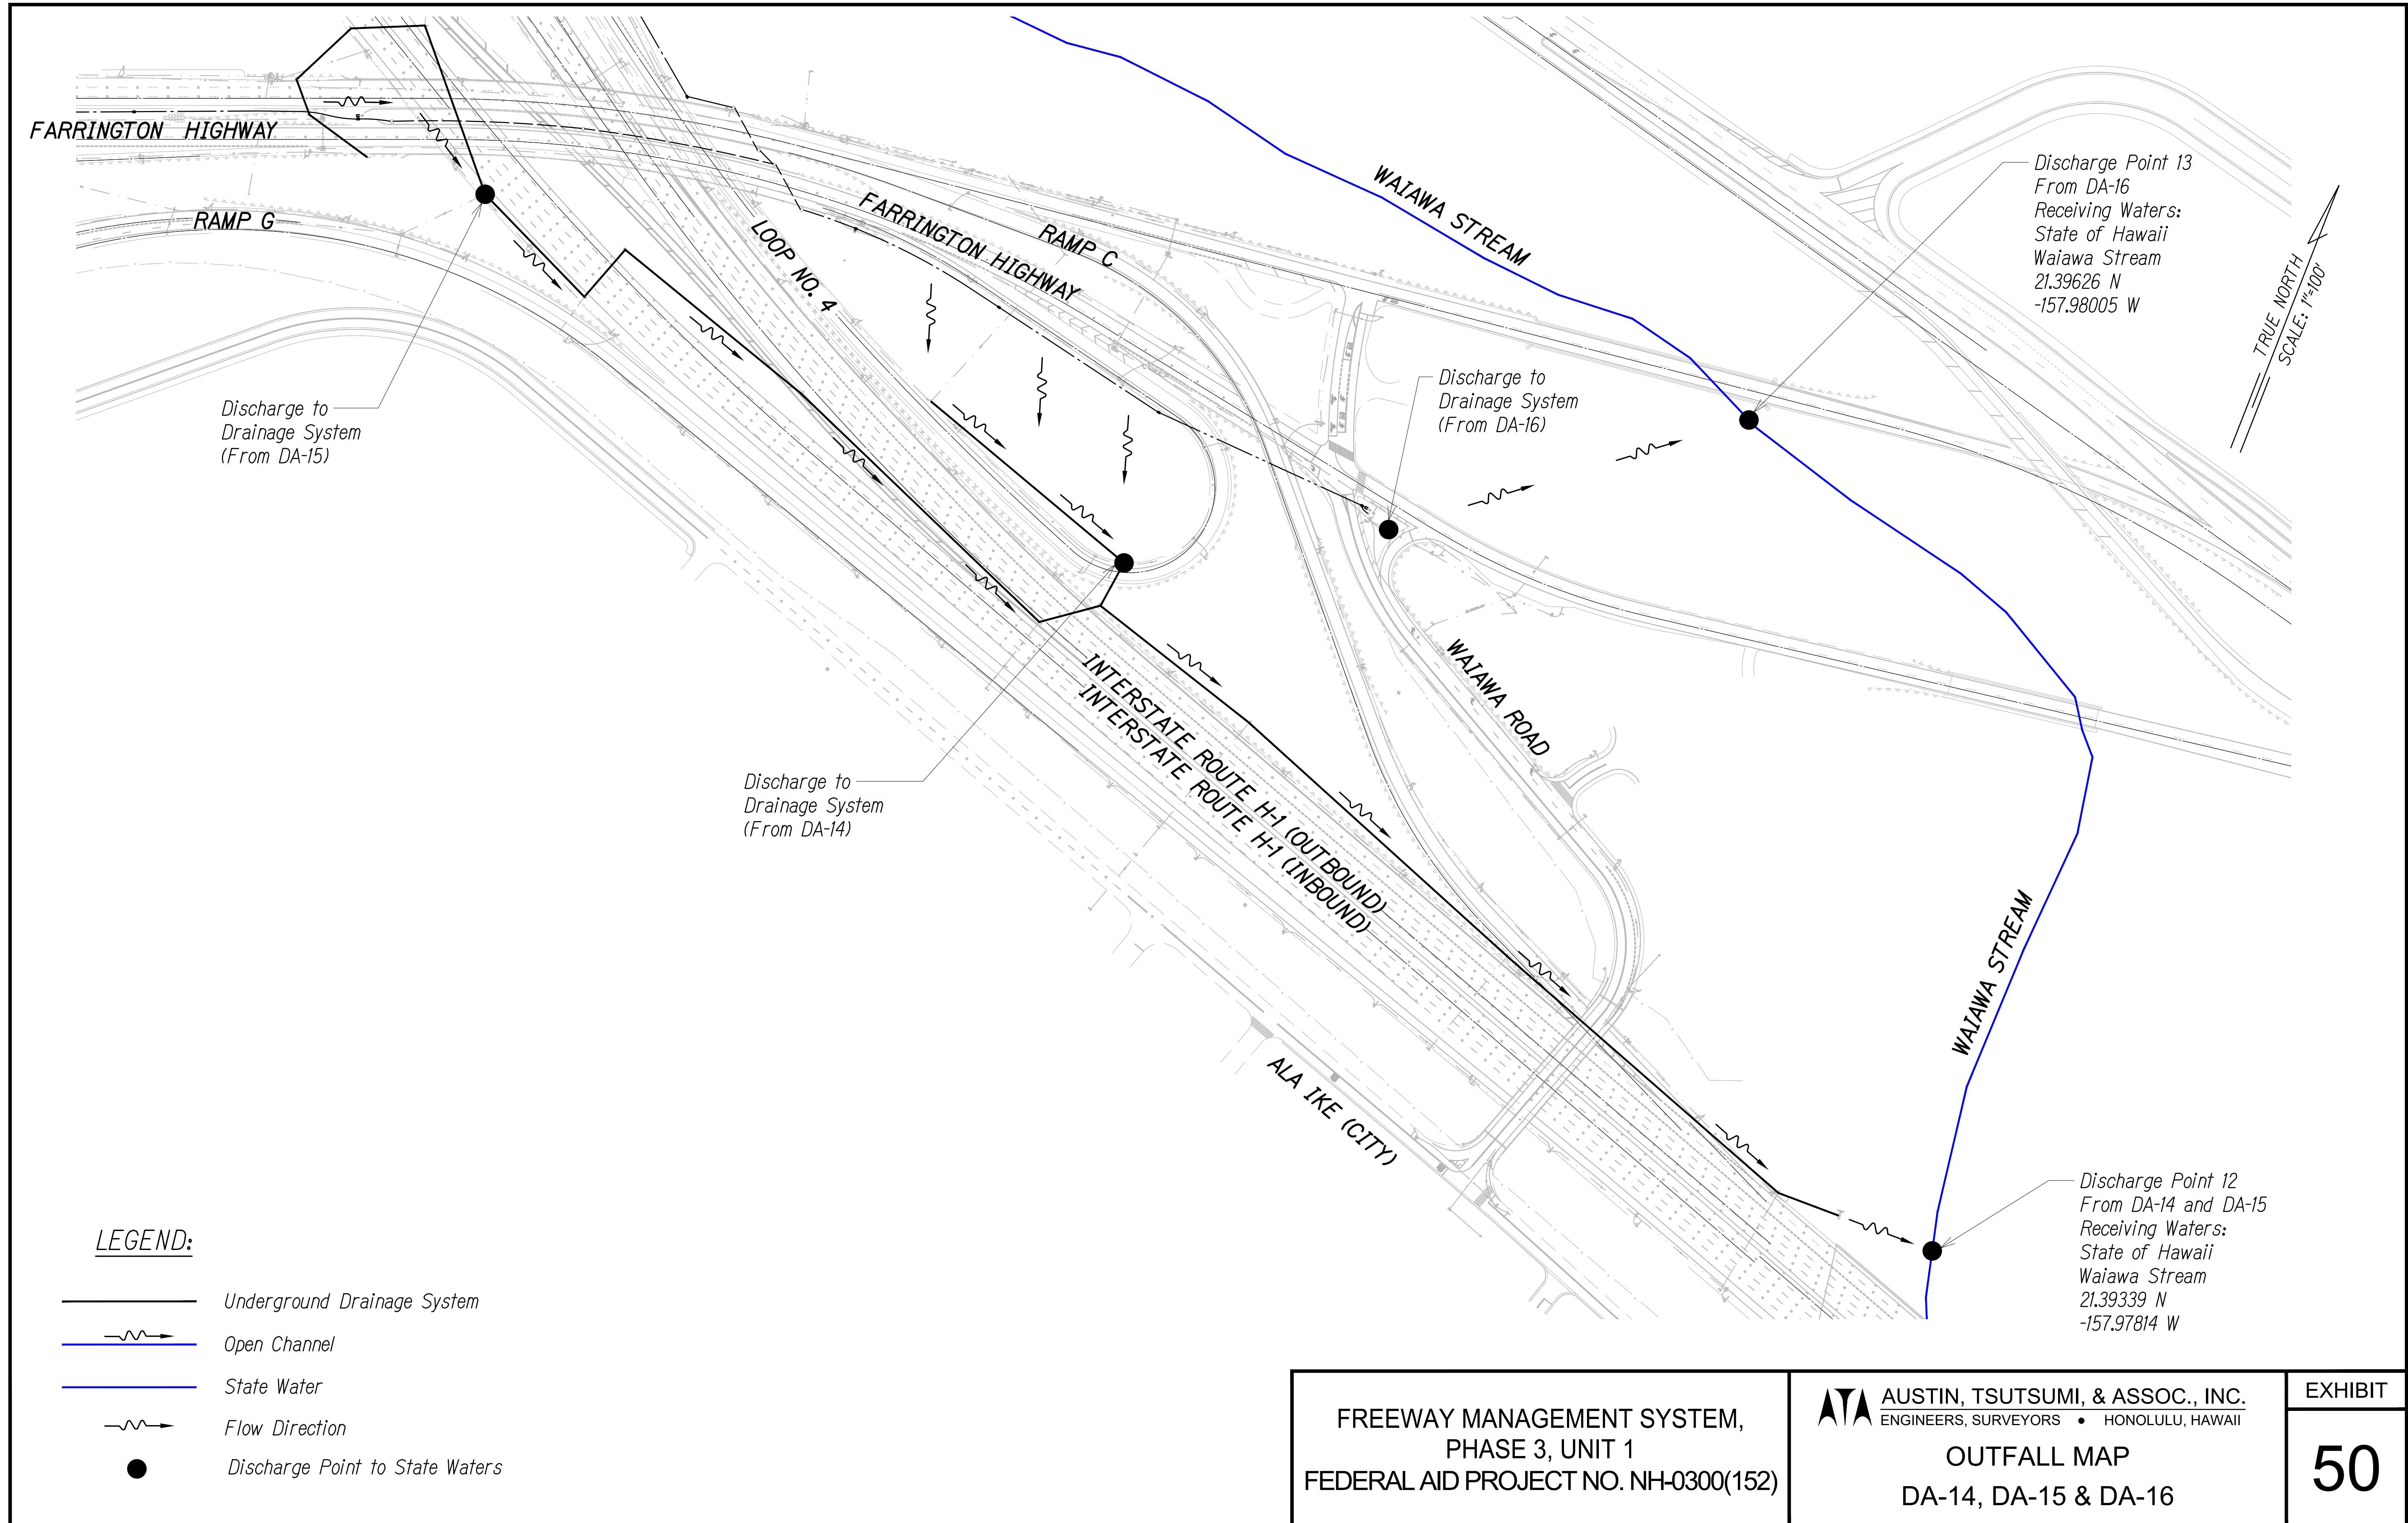 FARRINGTON HIGHWAY
RAMP G
LOOP NO. 4
FARRINGTON HIGHWAY
RAMP C
WAIAWA STREAM
Discharge Point 13
From DA-16
Receiving Waters:
State of Hawaii
Waiawa Stream
21.39626 N
-157.98005 W
TRUE NORTH
SCALE: 1"=100'
Discharge to
Drainage System
(From DA-15)
Discharge to
Drainage System
(From DA-16)
Discharge to
Drainage System
(From DA-14)
INTERSTATE ROUTE H-1 (OUTBOUND)
INTERSTATE ROUTE H-1 (INBOUND)
WAIAWA ROAD
WAIAWA STREAM
ALA IKE (CITY)
Discharge Point 12
From DA-14 and DA-15
Receiving Waters:
State of Hawaii
Waiawa Stream
21.39339 N
-157.97814 W
LEGEND:
Underground Drainage System
Open Channel
State Water
Flow Direction
Discharge Point to State Waters
FREEWAY MANAGEMENT SYSTEM,
PHASE 3, UNIT 1
FEDERAL AID PROJECT NO. NH-0300(152)
AUSTIN, TSUTSUMI, & ASSOC., INC.
ENGINEERS, SURVEYORS • HONOLULU, HAWAII
OUTFALL MAP
DA-14, DA-15 & DA-16
EXHIBIT
50